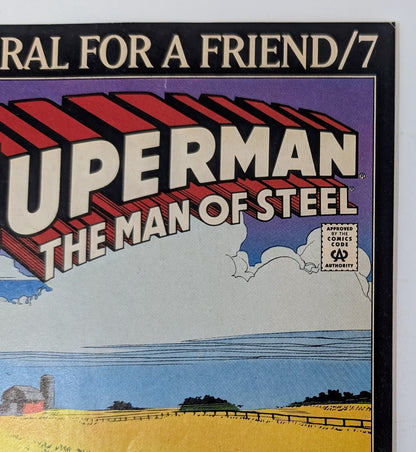 RAL FOR A FRIEND/7
UPERMAN
THE MAN OF STEEL
APPROVED
BY THE
COMICS
CODE
CA
AUTHORITY